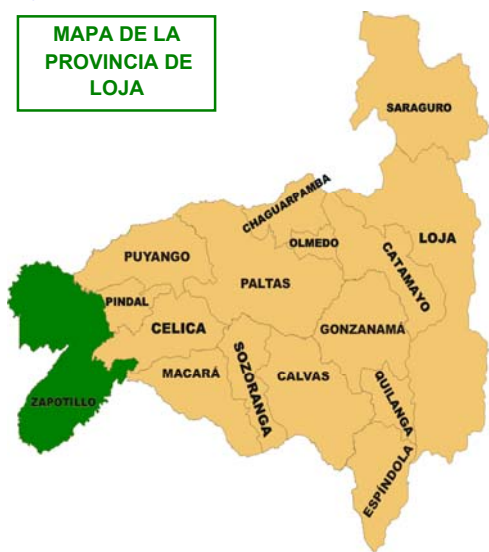 MAPA DE LA
PROVINCIA DE
LOJA
SARAGURO
CHAGUARPAMBA
OLMEDO
LOJA
CATAMAYO
PUYANGO
PALTAS
PINDAL
CELICA
GONZANAMÁ
MACARÁ
SOZORANGA
CALVAS
QUILANGA
ZAPOTILLO
ESPÍNDOLA